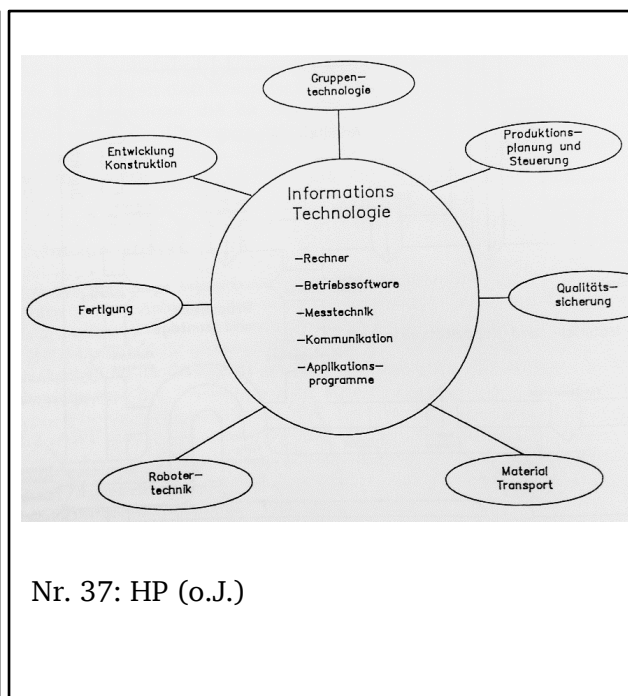 Gruppen-
technologie
Entwicklung
Konstruktion
Produktions-
planung und
Steuerung
Informations
Technologie
-Rechner
-Betriebssoftware
-Messtechnik
-Kommunikation
-Applikations-
programme
Fertigung
Qualitäts-
sicherung
Roboter-
technik
Material
Transport
Nr. 37: HP (o.J.)